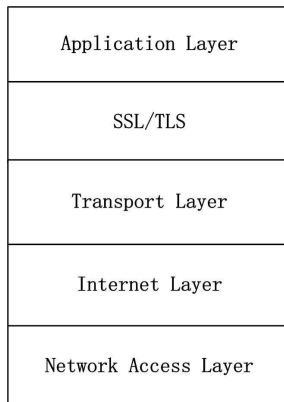 Application Layer
SSL/TLS
Transport Layer
Internet Layer
Network Access Layer